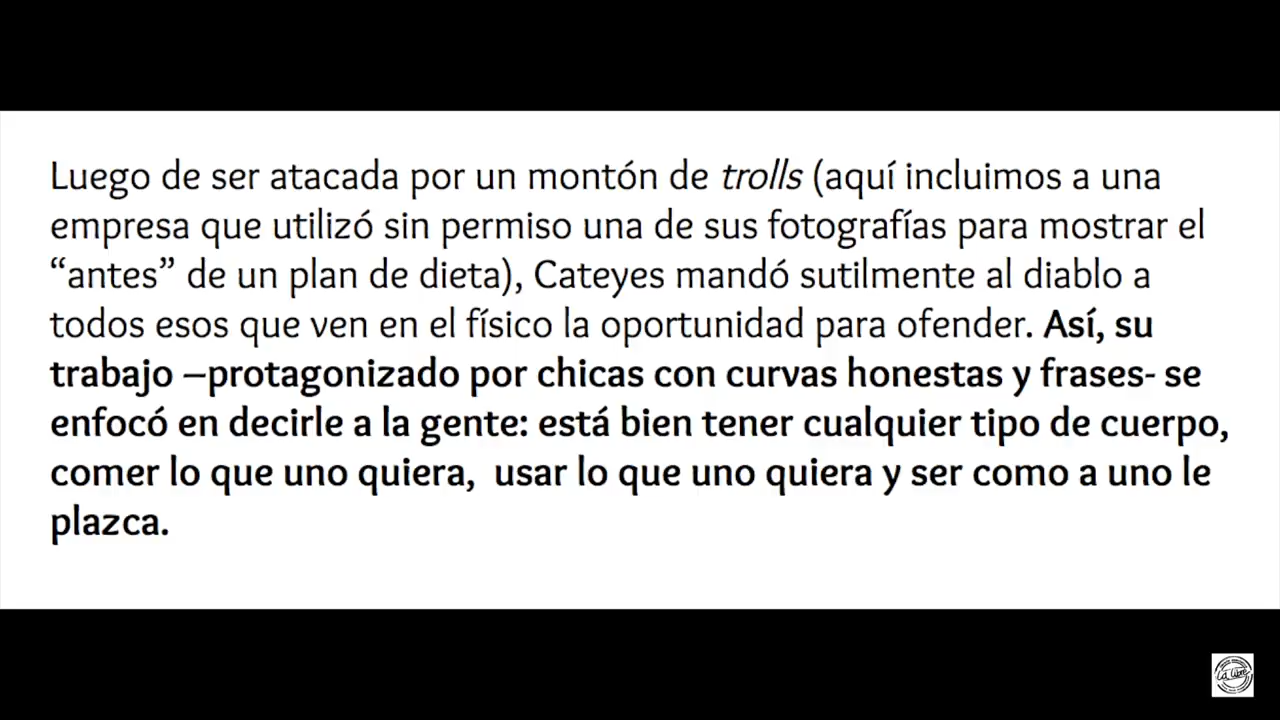 Luego de ser atacada por un montón de trolls (aquí incluimos a una
empresa que utilizó sin permiso una de sus fotografías para mostrar el
“antes” de un plan de dieta), Cateyes mandó sutilmente al diablo a
todos esos que ven en el físico la oportunidad para ofender. Así, su
trabajo –protagonizado por chicas con curvas honestas y frases- se
enfocó en decirle a la gente: está bien tener cualquier tipo de cuerpo,
comer lo que uno quiera,  usar lo que uno quiera y ser como a uno le
plazca.